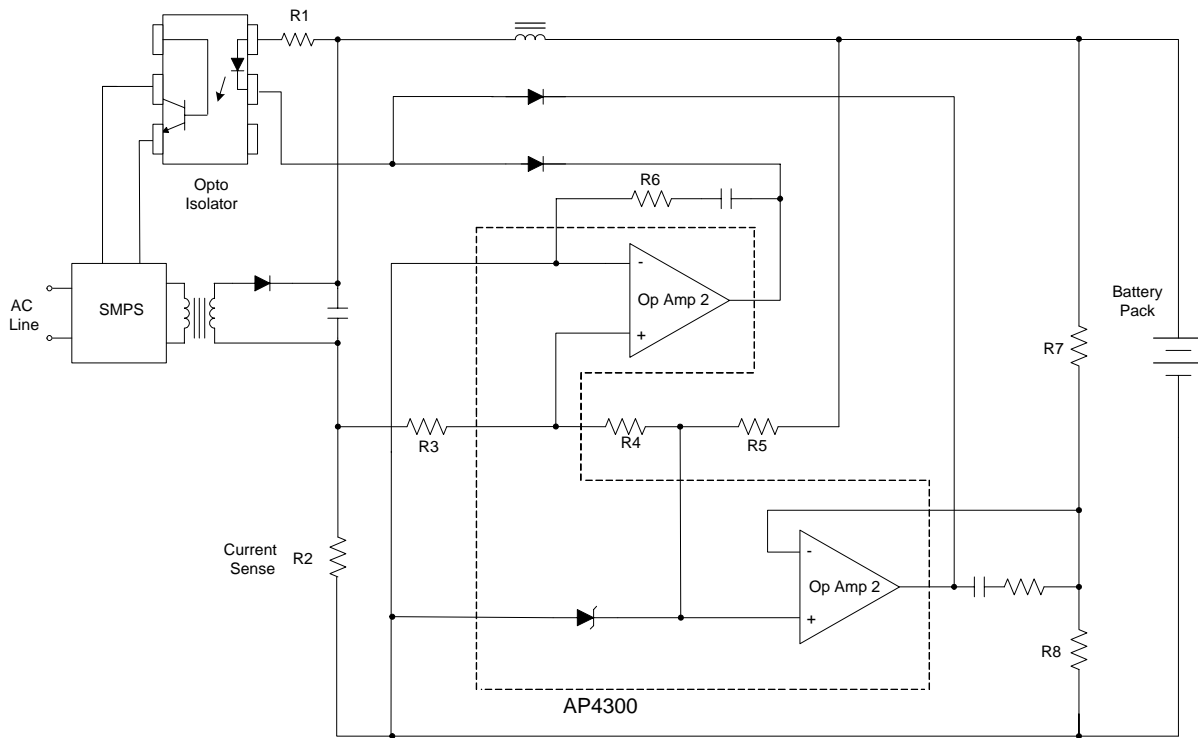 R1
Opto
Isolator
R6
-
Op Amp 2
+
AC
Line
SMPS
Battery
Pack
R7
R3
R4
R5
Current
Sense
R2
-
Op Amp 2
+
R8
AP4300